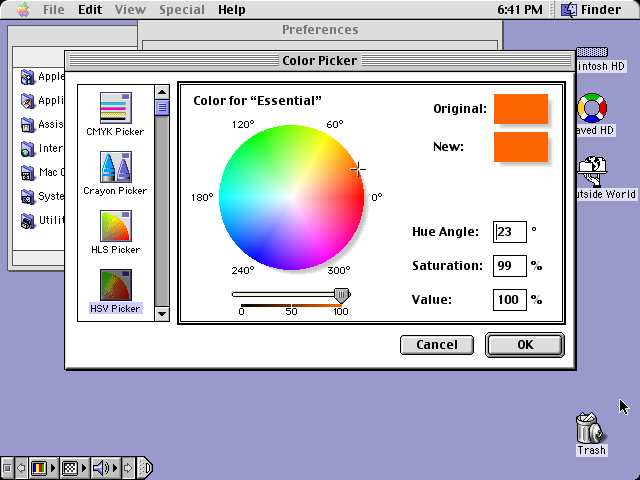 File Edit View Special Help 6:41 PM Finder
Preferences
Color Picker
Color for “Essential”
Original:
New:
120°
60°
180°
0°
240°
300°
0 50 100
Hue Angle: 23 °
Saturation: 99 %
Value: 100 %
Cancel
OK
CMYK Picker
Crayon Picker
HLS Picker
HSV Picker
Apple
Appli
Assis
Inter
Mac O
Syste
Utilit
intosh HD
aved HD
utside World
Trash